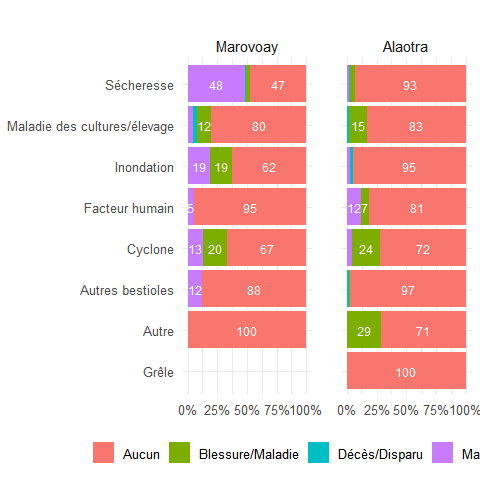 Marovoay Alaotra
Sécheresse 48 47 93
Maladie des cultures/élevage 12 80 15 83
Inondation 19 19 62 95
Facteur humain 5 95 12 7 81
Cyclone 13 20 67 24 72
Autres bestioles 12 88 97
Autre 100 29 71
Grêle 100
0% 25% 50% 75% 100% 0% 25% 50% 75% 100%
Aucun Blessure/Maladie Décès/Disparu Ma